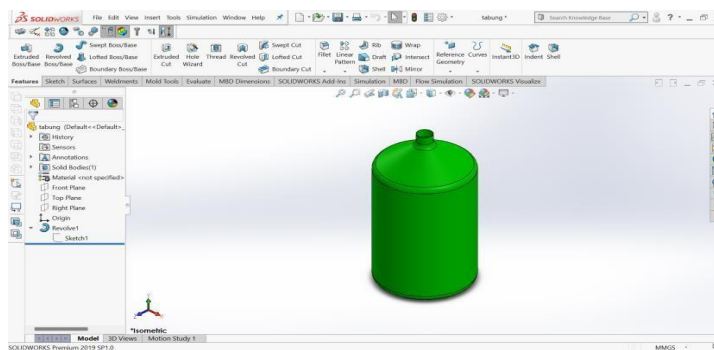 SOLIDWORKS File Edit View Insert Tools Simulation Window Help tabung * Search Knowledge Base
Extruded Boss/Base
Revolved Boss/Base
Swept Boss/Base
Lofted Boss/Base
Boundary Boss/Base
Extruded Cut
Hole Wizard
Thread
Revolved Cut
Swept Cut
Lofted Cut
Boundary Cut
Fillet
Linear Pattern
Rib
Draft
Shell
Wrap
Intersect
Mirror
Reference Geometry
Curves
Instant3D
Indent
Shell
Features Sketch Surfaces Weldments Mold Tools Evaluate MBD Dimensions SOLIDWORKS Add-Ins Simulation MBD Flow Simulation SOLIDWORKS Visualize
tabung (Default<<Default>_
History
Sensors
Annotations
Solid Bodies(1)
Material <not specified>
Front Plane
Top Plane
Right Plane
Origin
Revolve1
Sketch1
*Isometric
Model 3D Views Motion Study 1
SOLIDWORKS Premium 2019 SP1.0 MMGS